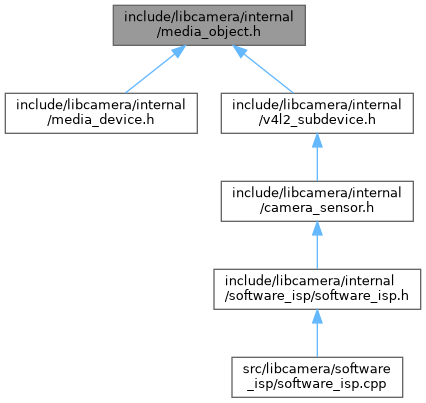 include/libcamera/internal
/media_object.h
include/libcamera/internal
/media_device.h
include/libcamera/internal
/v4l2_subdevice.h
include/libcamera/internal
/camera_sensor.h
include/libcamera/internal
/software_isp/software_isp.h
src/libcamera/software
_isp/software_isp.cpp